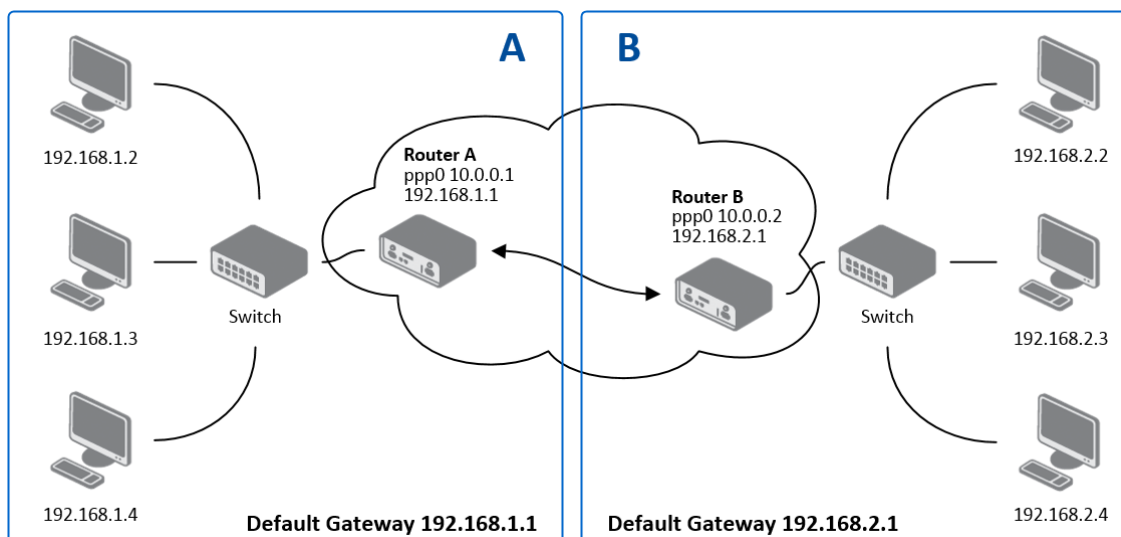 A
B
192.168.1.2
192.168.1.3
192.168.1.4
Switch
Router A
ppp0 10.0.0.1
192.168.1.1
Default Gateway 192.168.1.1
Router B
ppp0 10.0.0.2
192.168.2.1
Switch
192.168.2.2
192.168.2.3
192.168.2.4
Default Gateway 192.168.2.1